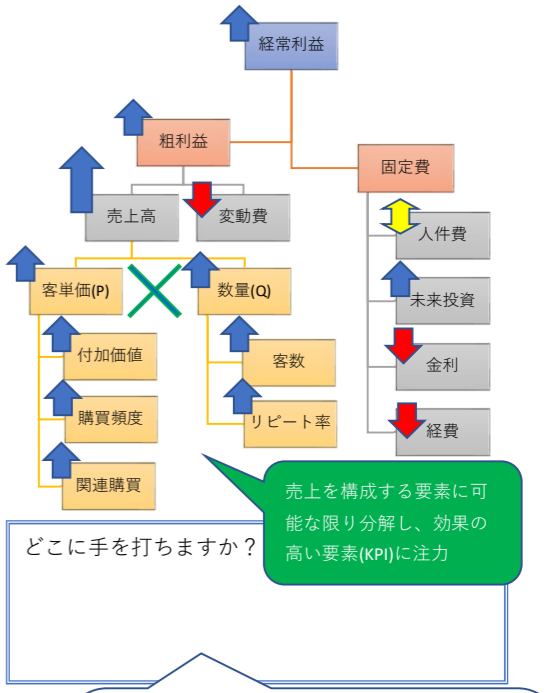 経常利益
粗利益
固定費
売上高
変動費
人件費
客単価(P)
数量(Q)
未来投資
付加価値
客数
金利
購買頻度
リピート率
経費
関連購買
売上を構成する要素に可
能な限り分解し、効果の
高い要素(KPI)に注力
どこに手を打ちますか？